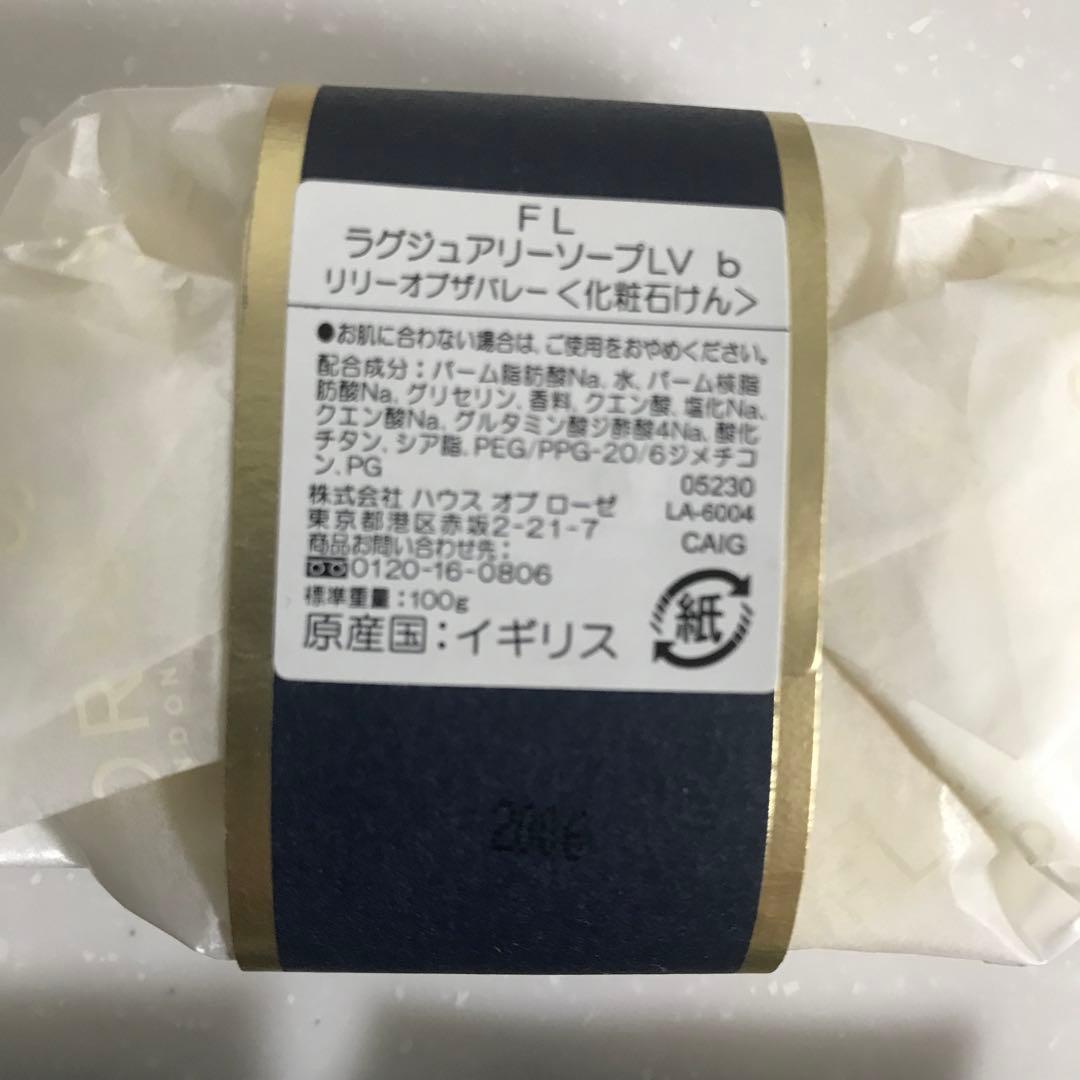 FL
ラグジュアリーソープLV b
リリーオブザバレー<化粧石けん>
●お肌に合わない場合は、ご使用をおやめください。
配合成分：パーム脂肪酸Na、水、パーム核脂
肪酸Na、グリセリン、香料、クエン酸、塩化Na、
クエン酸Na、グルタミン酸ジ酢酸4Na、酸化
チタン、シア脂、PEG/PPG-20/6ジメチコ
ン、PG
05230
株式会社 ハウス オブ ローゼ
LA-6004
東京都港区赤坂2-21-7
CAIG
商品お問い合わせ先：
0120-16-0806
標準重量：100g
原産国：イギリス
紙
OR